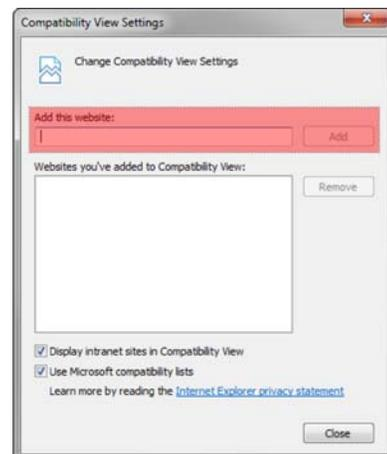 Compatibility View Settings
Change Compatibility View Settings
Add this website:
Add
Websites you've added to Compatibility View:
Remove
Display intranet sites in Compatibility View
Use Microsoft compatibility lists
Learn more by reading the Internet Explorer privacy statement
Close